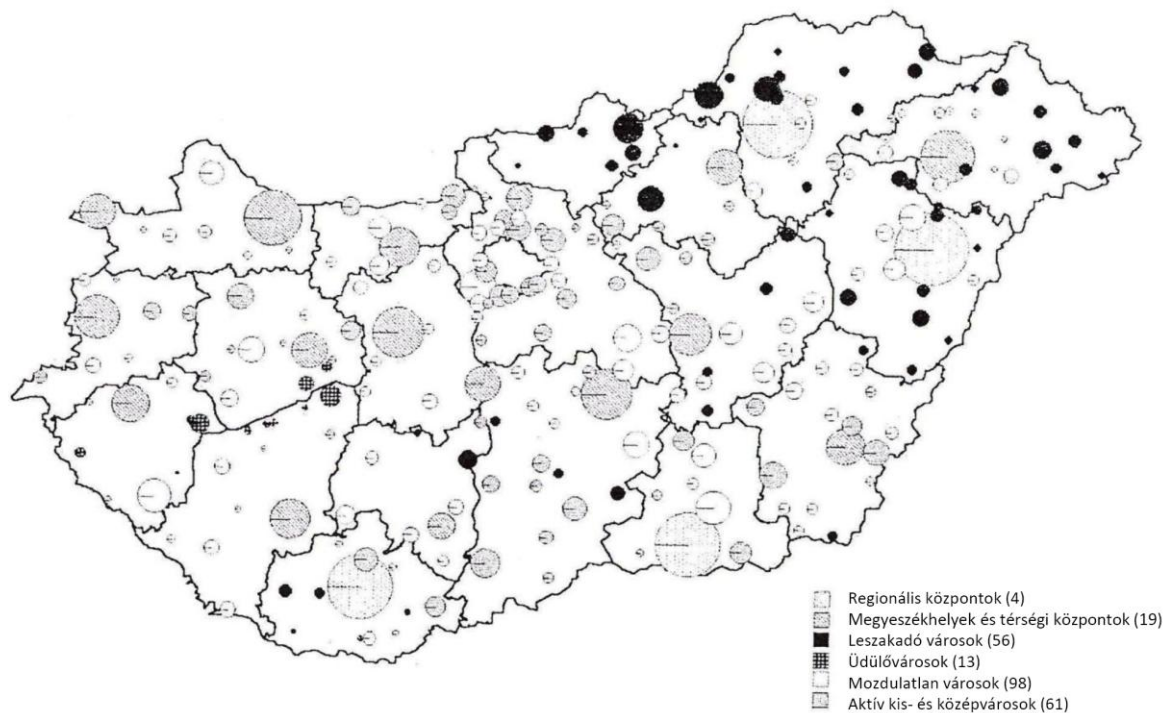 Regionális központok (4)
Megyeszékhelyek és térségi központok (19)
Leszakadó városok (56)
Üdülővárosok (13)
Mozdulatlan városok (98)
Aktív kis- és középvárosok (61)